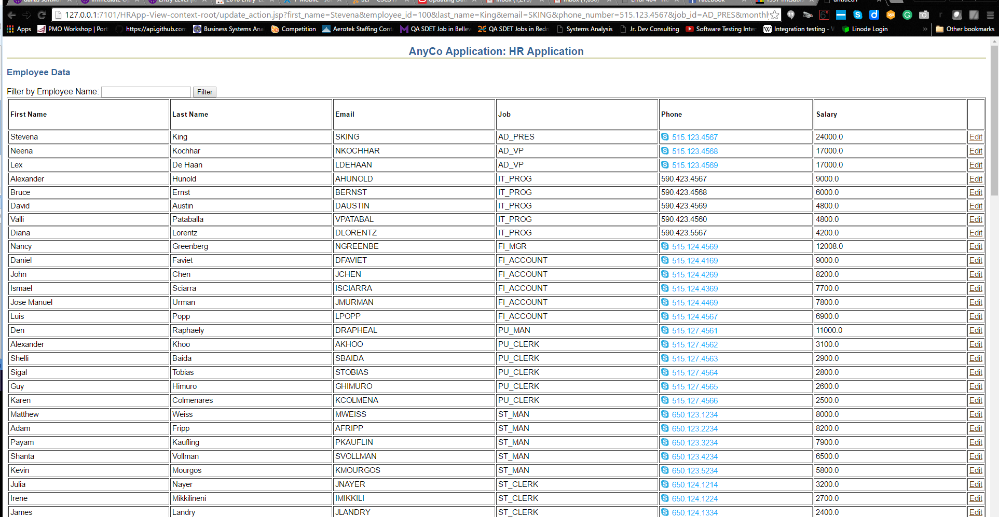 127.0.0.1:7101/HRApp-View-context-root/update_action.jsp?first_name=Stevena&employee_id=100&last_name=King&email=SKING&phone_number=515.123.4567&job_id=AD_PRES&monthly
Apps PMO Workshop | Port https://api.github.com Business Systems Ana Competition Aerotek Staffing Cont QA SDET Job in Bellev QA SDET Jobs in Redm Systems Analysis Jr. Dev Consulting Software Testing Inter Integration testing - Linode Login » Other bookmarks
AnyCo Application: HR Application
Employee Data
Filter by Employee Name: Filter
First Name Last Name Email Job Phone Salary
Stevena King SKING AD_PRES 515.123.4567 24000.0 Edit
Neena Kochhar NKOCHHAR AD_VP 515.123.4568 17000.0 Edit
Lex De Haan LDEHAAN AD_VP 515.123.4569 17000.0 Edit
Alexander Hunold AHUNOLD IT_PROG 590.423.4567 9000.0 Edit
Bruce Ernst BERNST IT_PROG 590.423.4568 6000.0 Edit
David Austin DAUSTIN IT_PROG 590.423.4569 4800.0 Edit
Valli Pataballa VPATABAL IT_PROG 590.423.4560 4800.0 Edit
Diana Lorentz DLORENTZ IT_PROG 590.423.5567 4200.0 Edit
Nancy Greenberg NGREENBE FI_MGR 515.124.4569 12008.0 Edit
Daniel Faviet DFAVIET FI_ACCOUNT 515.124.4169 9000.0 Edit
John Chen JCHEN FI_ACCOUNT 515.124.4269 8200.0 Edit
Ismael Sciarra ISCIARRA FI_ACCOUNT 515.124.4369 7700.0 Edit
Jose Manuel Urman JMURMAN FI_ACCOUNT 515.124.4469 7800.0 Edit
Luis Popp LPOPP FI_ACCOUNT 515.124.4567 6900.0 Edit
Den Raphaely DRAPHEAL PU_MAN 515.127.4561 11000.0 Edit
Alexander Khoo AKHOO PU_CLERK 515.127.4562 3100.0 Edit
Shelli Baida SBAIDA PU_CLERK 515.127.4563 2900.0 Edit
Sigal Tobias STOBIAS PU_CLERK 515.127.4564 2800.0 Edit
Guy Himuro GHIMURO PU_CLERK 515.127.4565 2600.0 Edit
Karen Colmenares KCOLMENA PU_CLERK 515.127.4566 2500.0 Edit
Matthew Weiss MWEISS ST_MAN 650.123.1234 8000.0 Edit
Adam Fripp AFRIPP ST_MAN 650.123.2234 8200.0 Edit
Payam Kaufling PKAUFLIN ST_MAN 650.123.3234 7900.0 Edit
Shanta Vollman SVOLLMAN ST_MAN 650.123.4234 6500.0 Edit
Kevin Mourgos KMOURGOS ST_MAN 650.123.5234 5800.0 Edit
Julia Nayer JNAYER ST_CLERK 650.124.1214 3200.0 Edit
Irene Mikkilineni IMIKKILI ST_CLERK 650.124.1224 2700.0 Edit
James Landry JLANDRY ST_CLERK 650.124.1334 2400.0 Edit